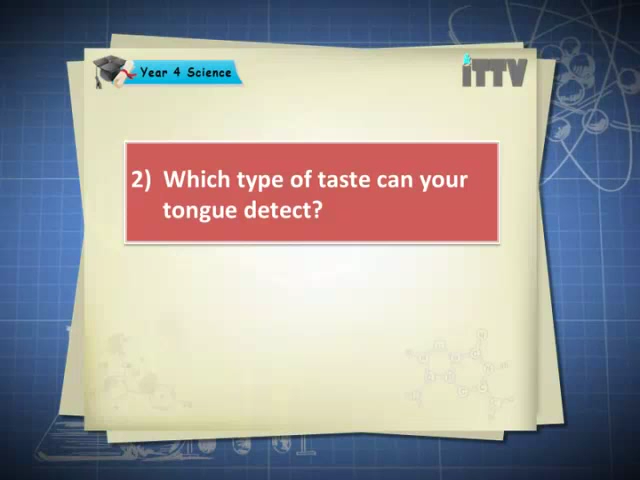 Year 4 Science
iTTV
2) Which type of taste can your
tongue detect?